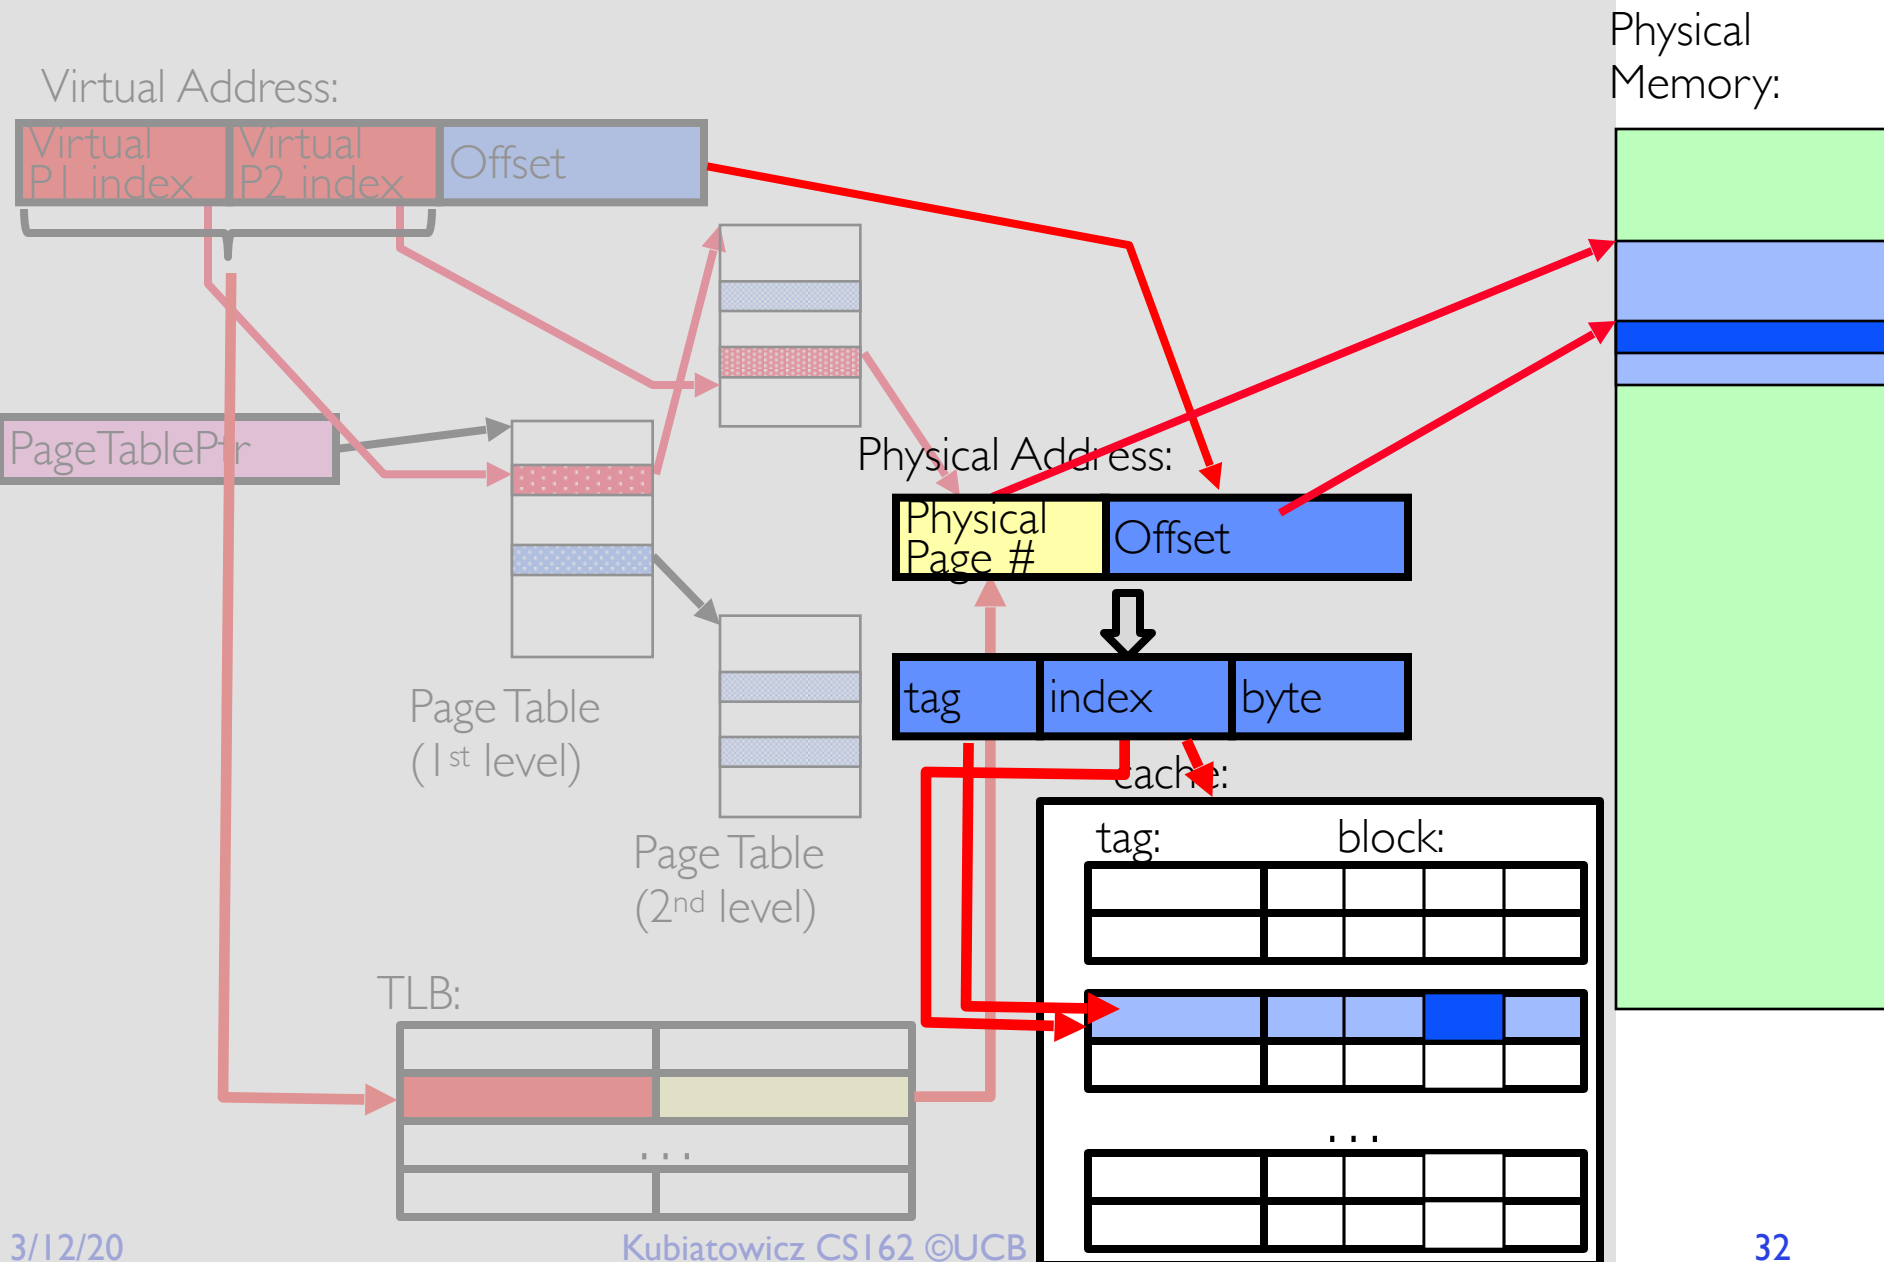 Physical
Memory:
Virtual Address:
Virtual
P1 index
Virtual
P2 index
Offset
PageTablePtr
Physical Address:
Physical
Page #
Offset
tag
index
byte
Page Table
(1st level)
cache:
tag:
block:
Page Table
(2nd level)
TLB:
...
...
3/12/20
Kubiatowicz CS162 ©UCB
32